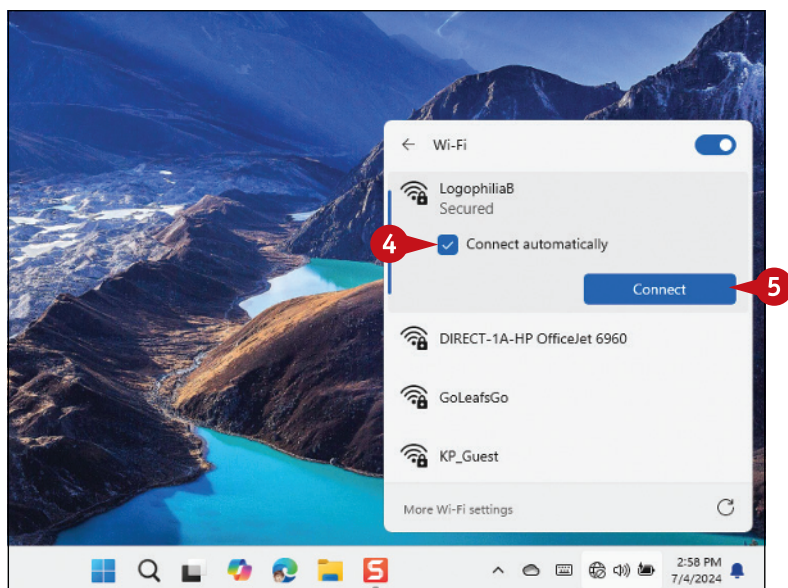 Wi-Fi
LogophiliaB
Secured
4
Connect automatically
Connect
5
DIRECT-1A-HP OfficeJet 6960
GoLeafsGo
KP_Guest
More Wi-Fi settings
S
2:58 PM
7/4/2024